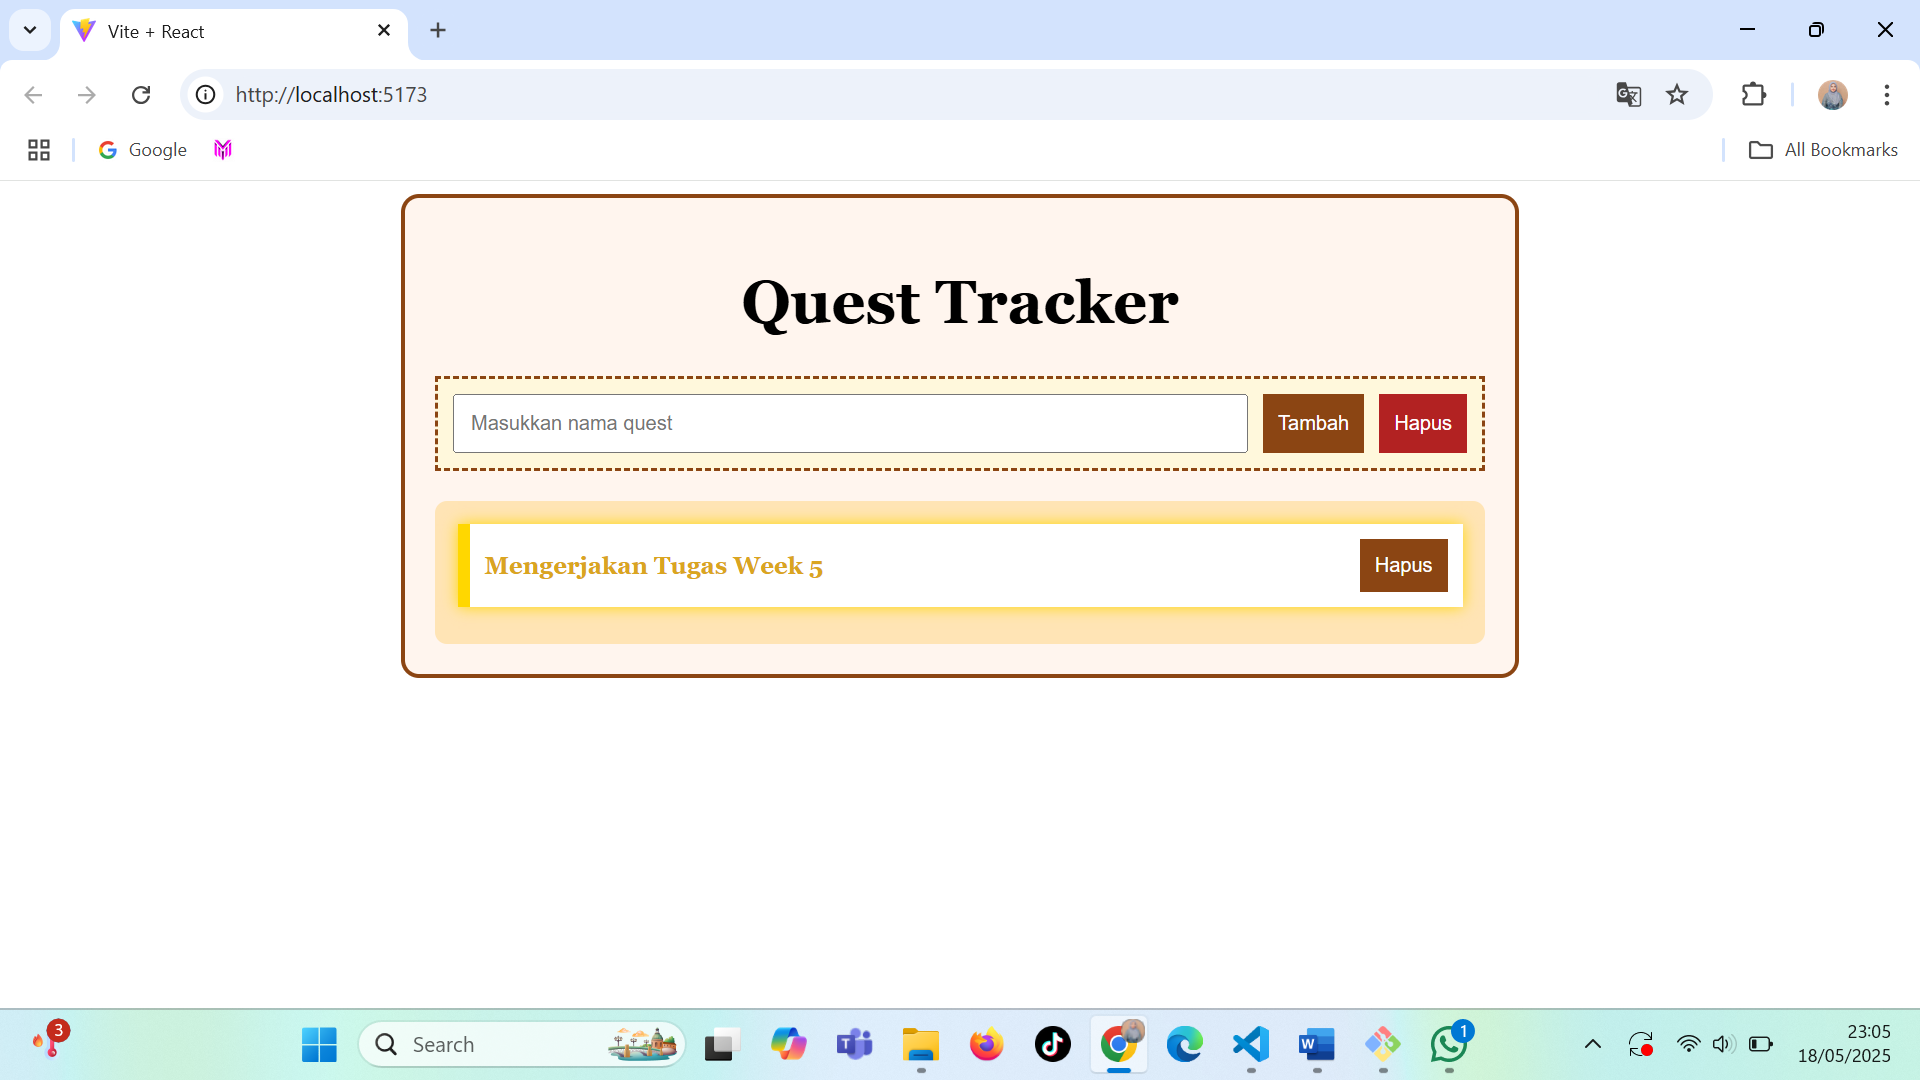 Vite + React
http://localhost:5173
Google
All Bookmarks
Quest Tracker
Masukkan nama quest
Tambah
Hapus
Mengerjakan Tugas Week 5
Hapus
3
Search
1
23:05
18/05/2025